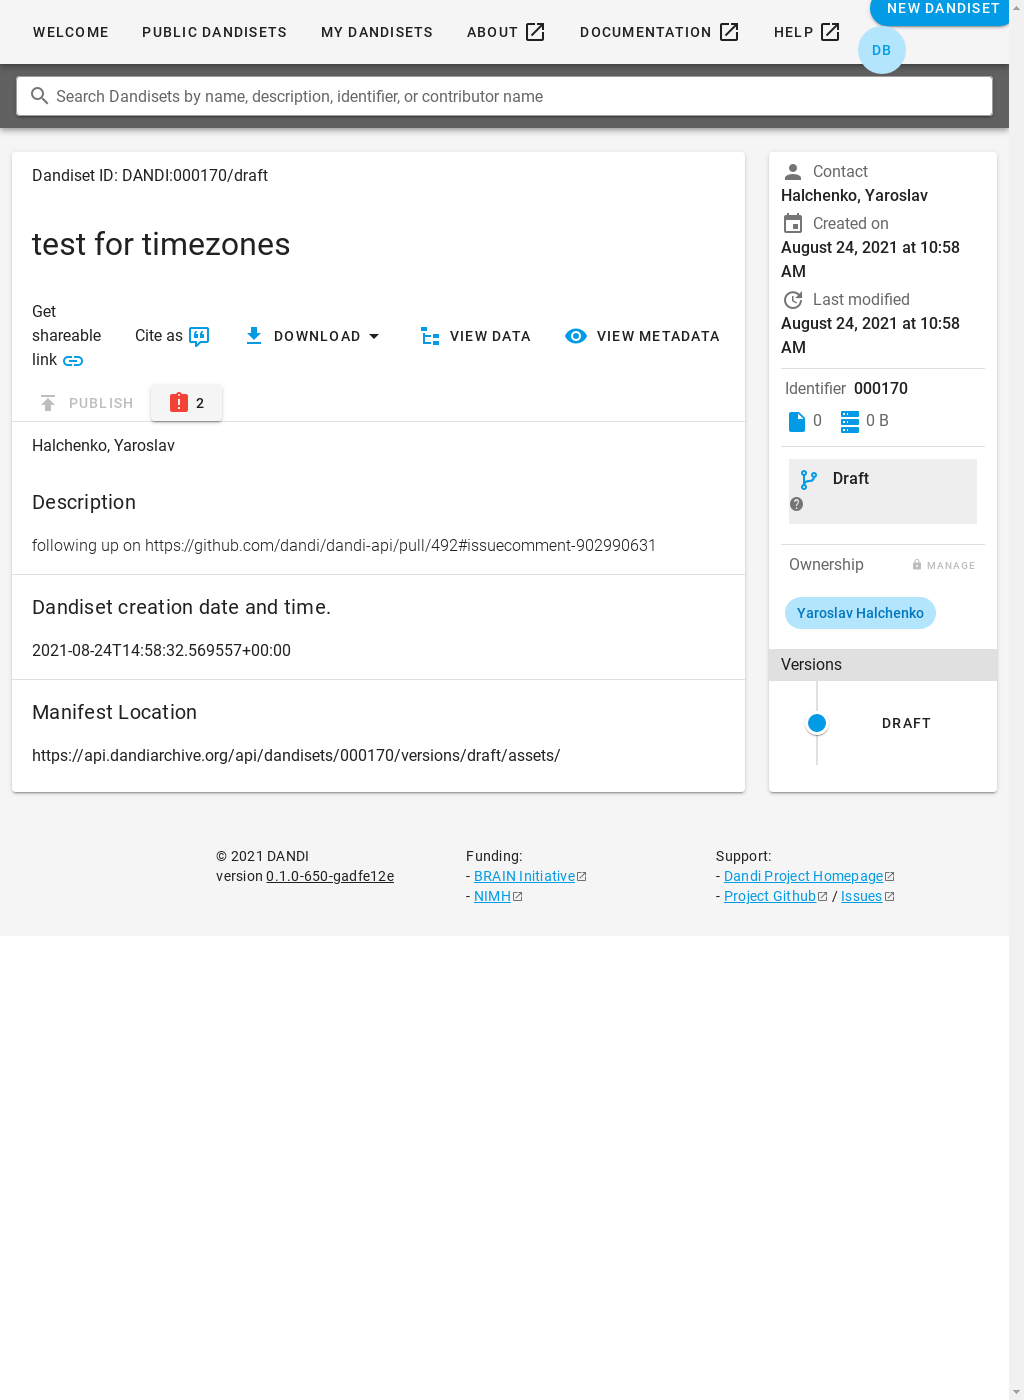 WELCOME
PUBLIC DANDISETS
MY DANDISETS
ABOUT
DOCUMENTATION
HELP
NEW DANDISET
DB
Search Dandisets by name, description, identifier, or contributor name
Dandiset ID: DANDI:000170/draft
test for timezones
Get
shareable
link
Cite as
DOWNLOAD
VIEW DATA
VIEW METADATA
PUBLISH
2
Halchenko, Yaroslav
Description
following up on https://github.com/dandi/dandi-api/pull/492#issuecomment-902990631
Dandiset creation date and time.
2021-08-24T14:58:32.569557+00:00
Manifest Location
https://api.dandiarchive.org/api/dandisets/000170/versions/draft/assets/
Contact
Halchenko, Yaroslav
Created on
August 24, 2021 at 10:58
AM
Last modified
August 24, 2021 at 10:58
AM
Identifier 000170
0
0 B
Draft
Ownership
MANAGE
Yaroslav Halchenko
Versions
DRAFT
© 2021 DANDI
version 0.1.0-650-gadfe12e
Funding:
- BRAIN Initiative
- NIMH
Support:
- Dandi Project Homepage
- Project Github / Issues